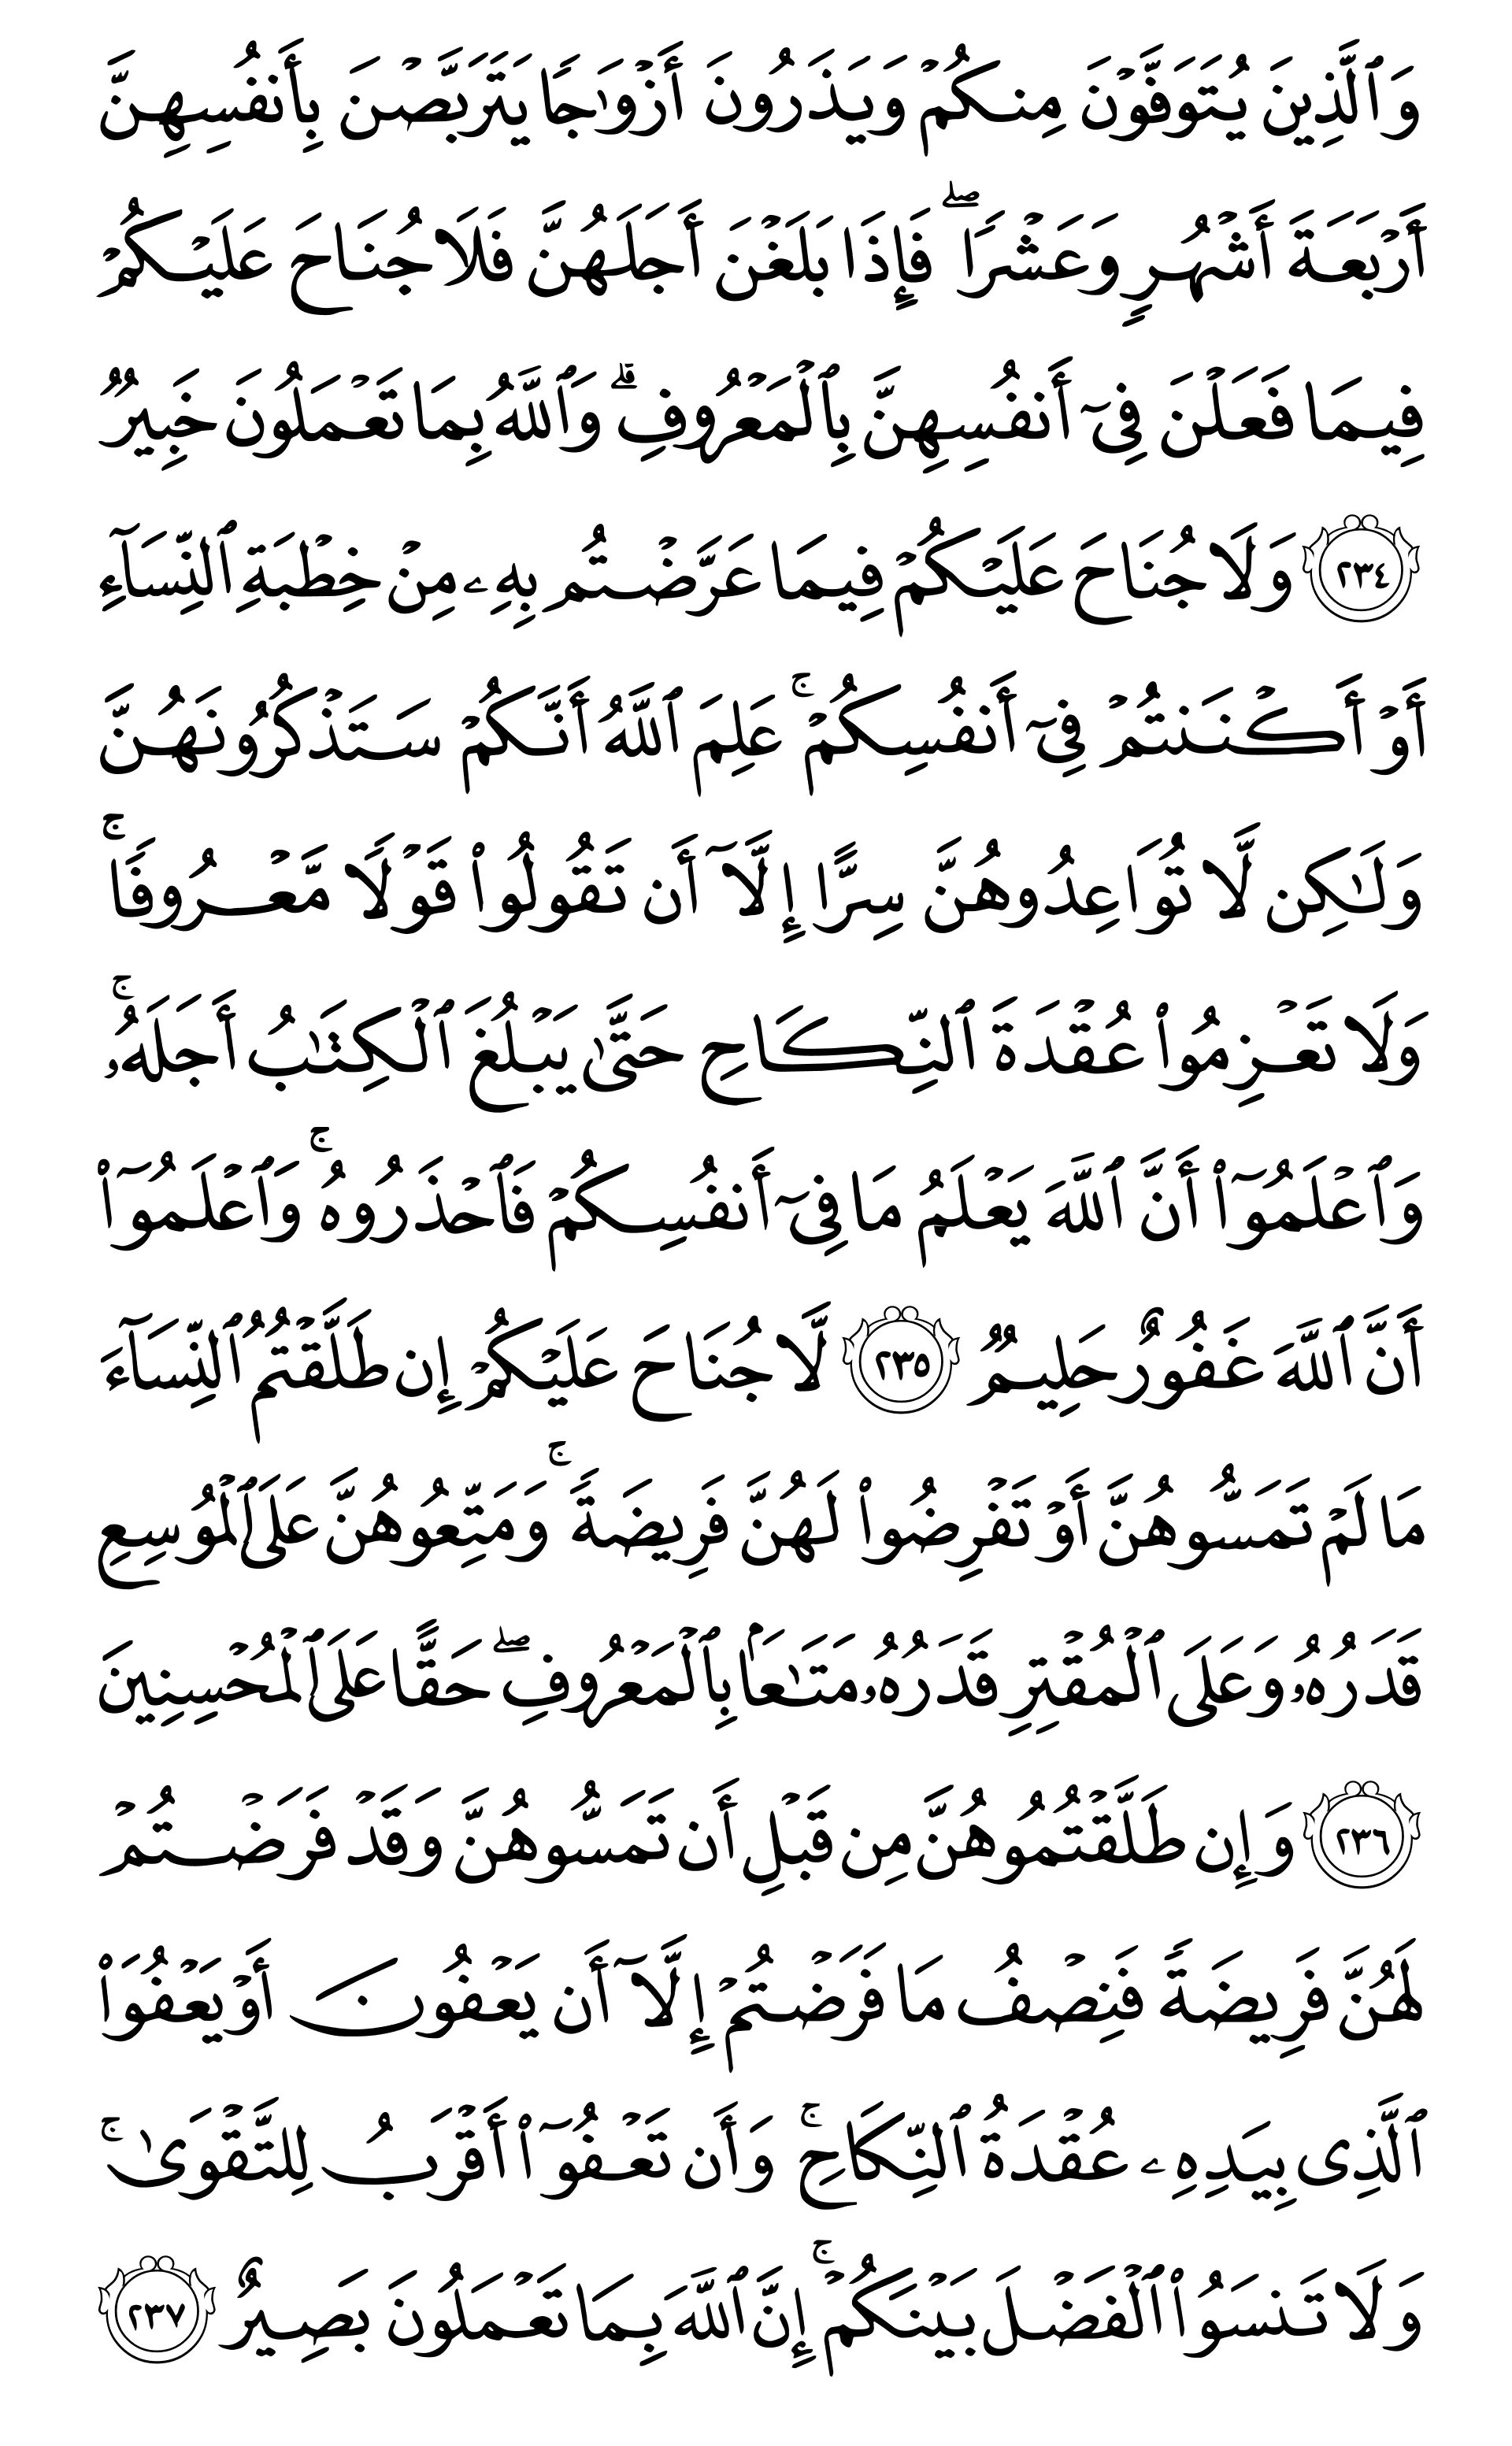 وَٱلَّذِينَ يُتَوَفَّوۡنَ مِنكُمۡ وَيَذَرُونَ أَزۡوَٰجٗا يَتَرَبَّصۡنَ بِأَنفُسِهِنَّ
أَرۡبَعَةَ أَشۡهُرٖ وَعَشۡرٗاۖ فَإِذَا بَلَغۡنَ أَجَلَهُنَّ فَلَا جُنَاحَ عَلَيۡكُمۡ
فِيمَا فَعَلۡنَ فِيٓ أَنفُسِهِنَّ بِٱلۡمَعۡرُوفِۗ وَٱللَّهُ بِمَا تَعۡمَلُونَ خَبِيرٞ
٢٣٤ وَلَا جُنَاحَ عَلَيۡكُمۡ فِيمَا عَرَّضۡتُم بِهِۦ مِنۡ خِطۡبَةِ ٱلنِّسَآءِ
أَوۡ أَكۡنَنتُمۡ فِيٓ أَنفُسِكُمۡۚ عَلِمَ ٱللَّهُ أَنَّكُمۡ سَتَذۡكُرُونَهُنَّ
وَلَٰكِن لَّا تُوَاعِدُوهُنَّ سِرًّا إِلَّآ أَن تَقُولُواْ قَوۡلٗا مَّعۡرُوفٗاۚ
وَلَا تَعۡزِمُواْ عُقۡدَةَ ٱلنِّكَاحِ حَتَّىٰ يَبۡلُغَ ٱلۡكِتَٰبُ أَجَلَهُۥۚ
وَٱعۡلَمُوٓاْ أَنَّ ٱللَّهَ يَعۡلَمُ مَا فِيٓ أَنفُسِكُمۡ فَٱحۡذَرُوهُۚ وَٱعۡلَمُوٓاْ
أَنَّ ٱللَّهَ غَفُورٌ حَلِيمٞ ٢٣٥ لَّا جُنَاحَ عَلَيۡكُمۡ إِن طَلَّقۡتُمُ ٱلنِّسَآءَ
مَا لَمۡ تَمَسُّوهُنَّ أَوۡ تَفۡرِضُواْ لَهُنَّ فَرِيضَةٗۚ وَمَتِّعُوهُنَّ عَلَى ٱلۡمُوسِعِ
قَدَرُهُۥ وَعَلَى ٱلۡمُقۡتِرِ قَدَرُهُۥ مَتَٰعَۢا بِٱلۡمَعۡرُوفِۖ حَقًّا عَلَى ٱلۡمُحۡسِنِينَ
٢٣٦ وَإِن طَلَّقۡتُمُوهُنَّ مِن قَبۡلِ أَن تَمَسُّوهُنَّ وَقَدۡ فَرَضۡتُمۡ
لَهُنَّ فَرِيضَةٗ فَنِصۡفُ مَا فَرَضۡتُمۡ إِلَّآ أَن يَعۡفُونَ أَوۡ يَعۡفُوَاْ
ٱلَّذِي بِيَدِهِۦ عُقۡدَةُ ٱلنِّكَاحِۚ وَأَن تَعۡفُوٓاْ أَقۡرَبُ لِلتَّقۡوَىٰۚ
وَلَا تَنسَوُاْ ٱلۡفَضۡلَ بَيۡنَكُمۡۚ إِنَّ ٱللَّهَ بِمَا تَعۡمَلُونَ بَصِيرٌ ٢٣٧